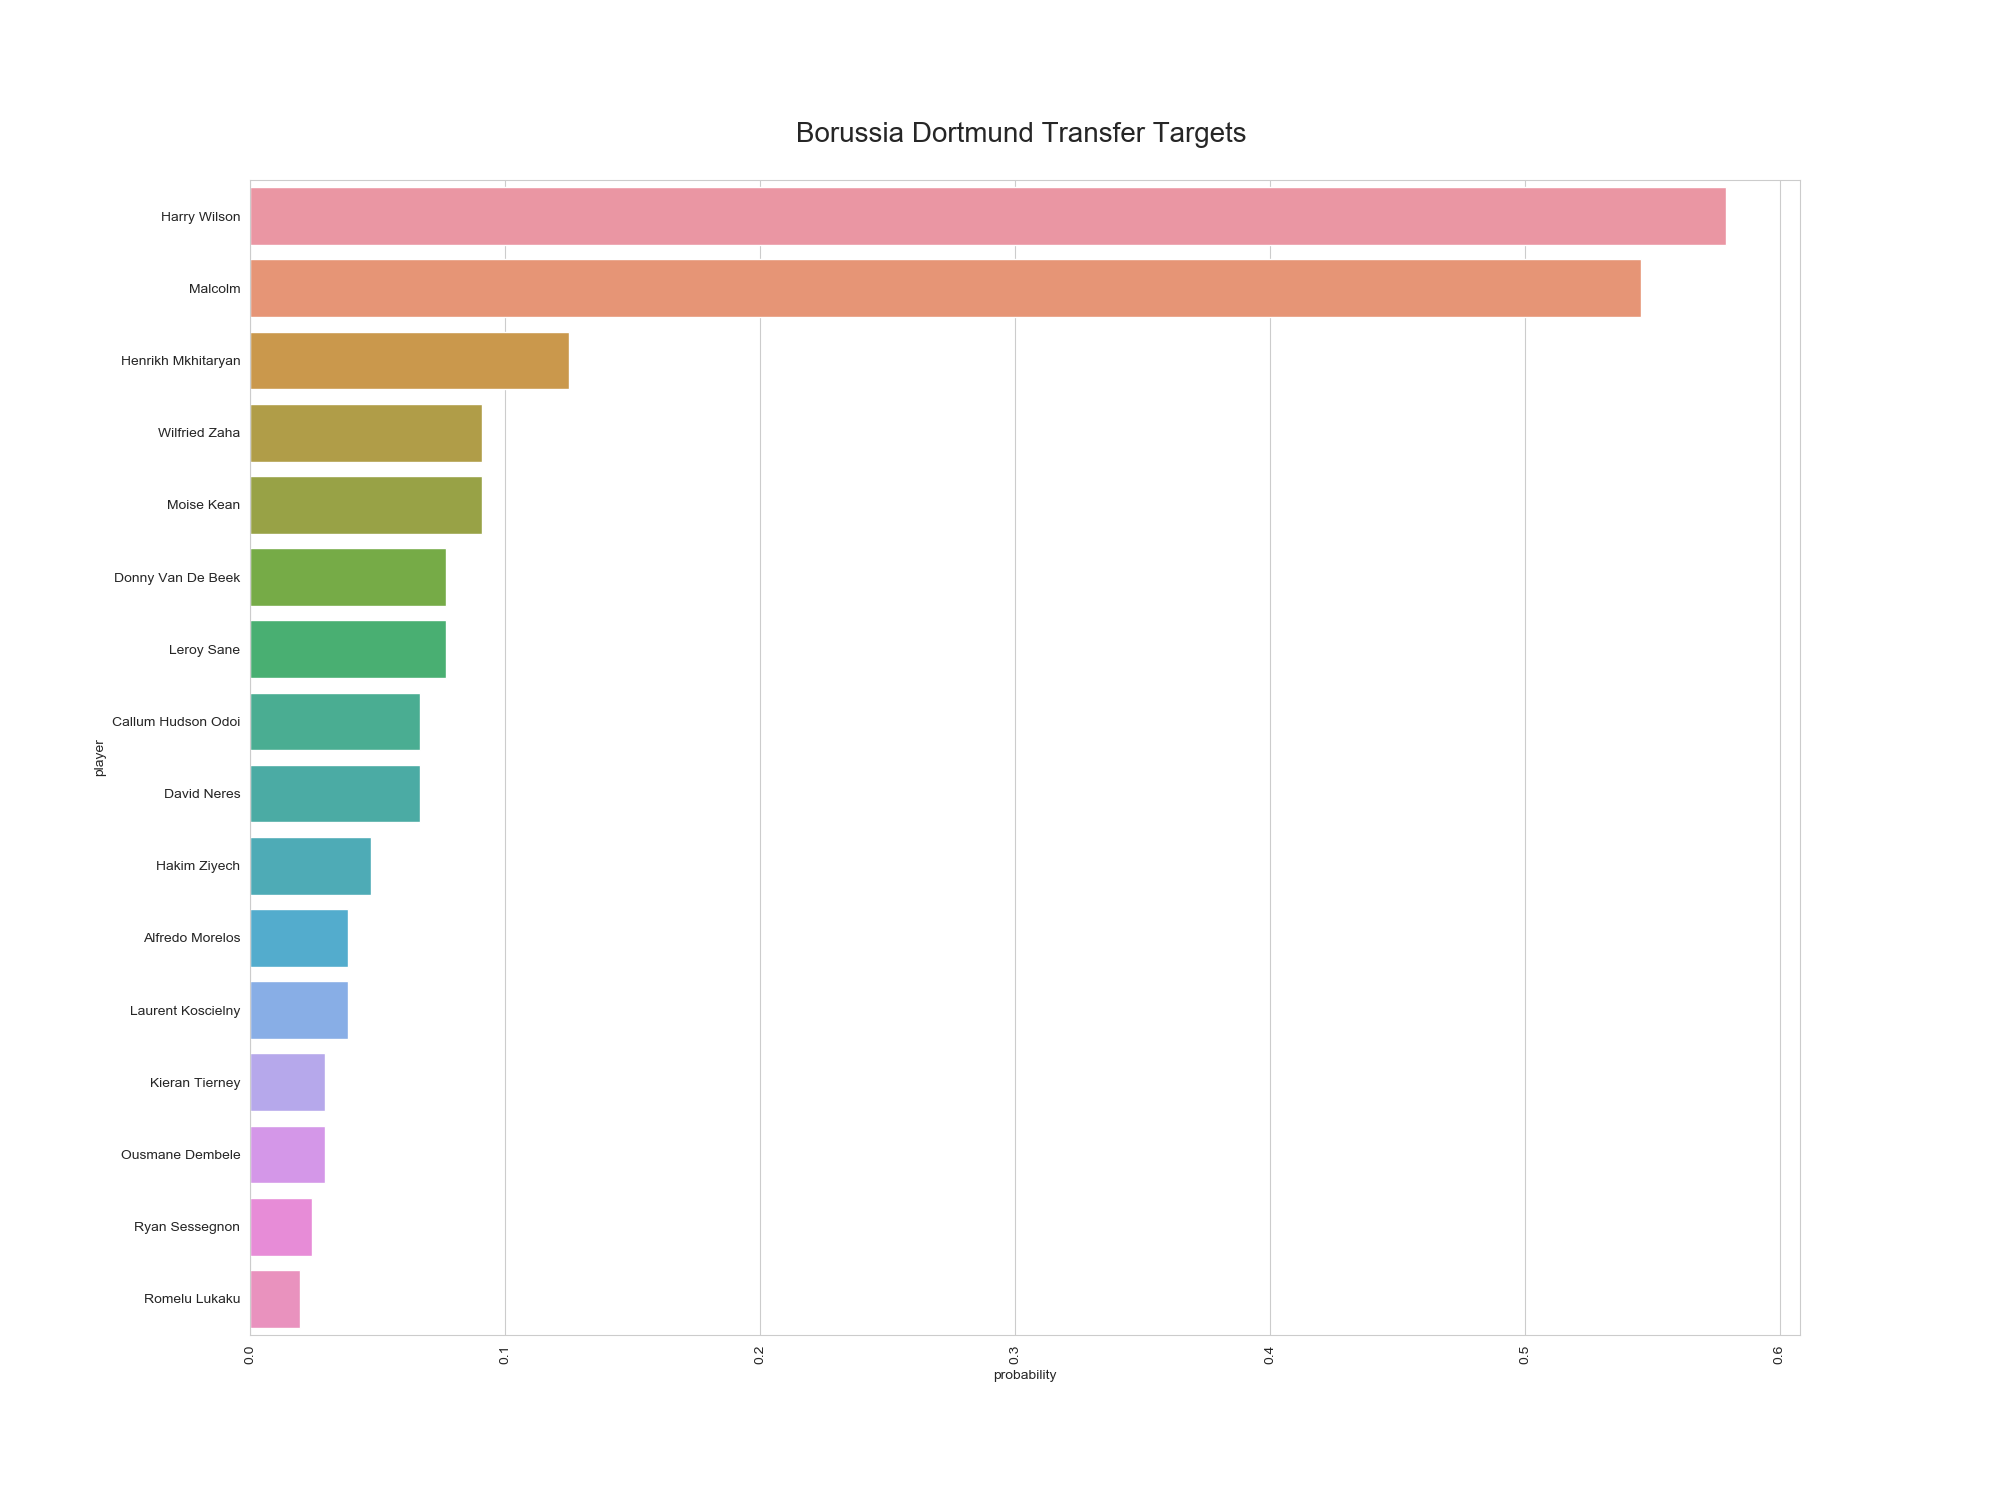 Borussia Dortmund Transfer Targets
Harry Wilson
Malcolm
Henrikh Mkhitaryan
Wilfried Zaha
Moise Kean
Donny Van De Beek
Leroy Sane
Callum Hudson Odoi
David Neres
Hakim Ziyech
Alfredo Morelos
Laurent Koscielny
Kieran Tierney
Ousmane Dembele
Ryan Sessegnon
Romelu Lukaku
player
0.0
0.1
0.2
0.3
0.4
0.5
0.6
probability